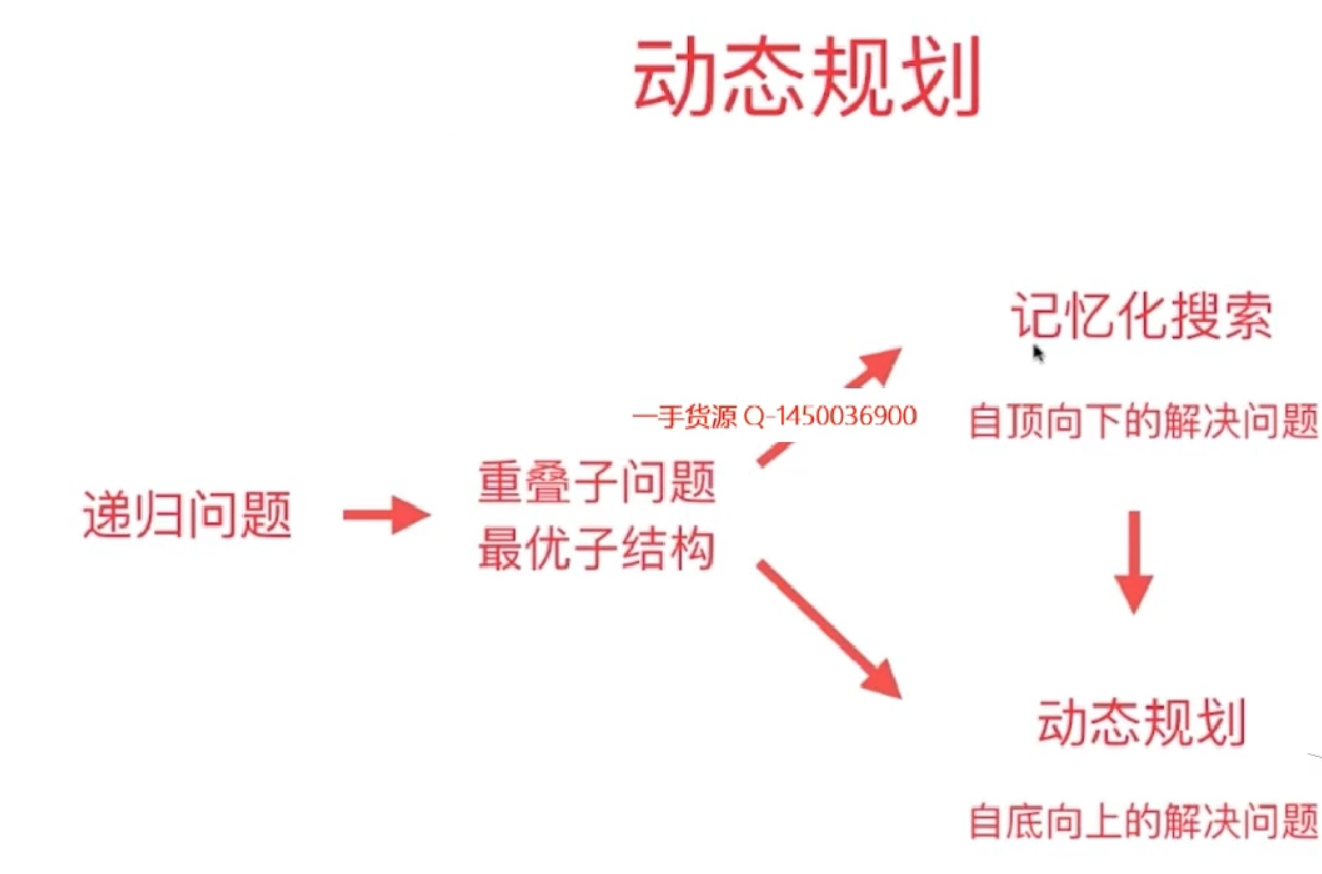 动态规划
记忆化搜索
一手货源 Q-1450036900
自顶向下的解决问题
重叠子问题
递归问题
最优子结构
动态规划
自底向上的解决问题